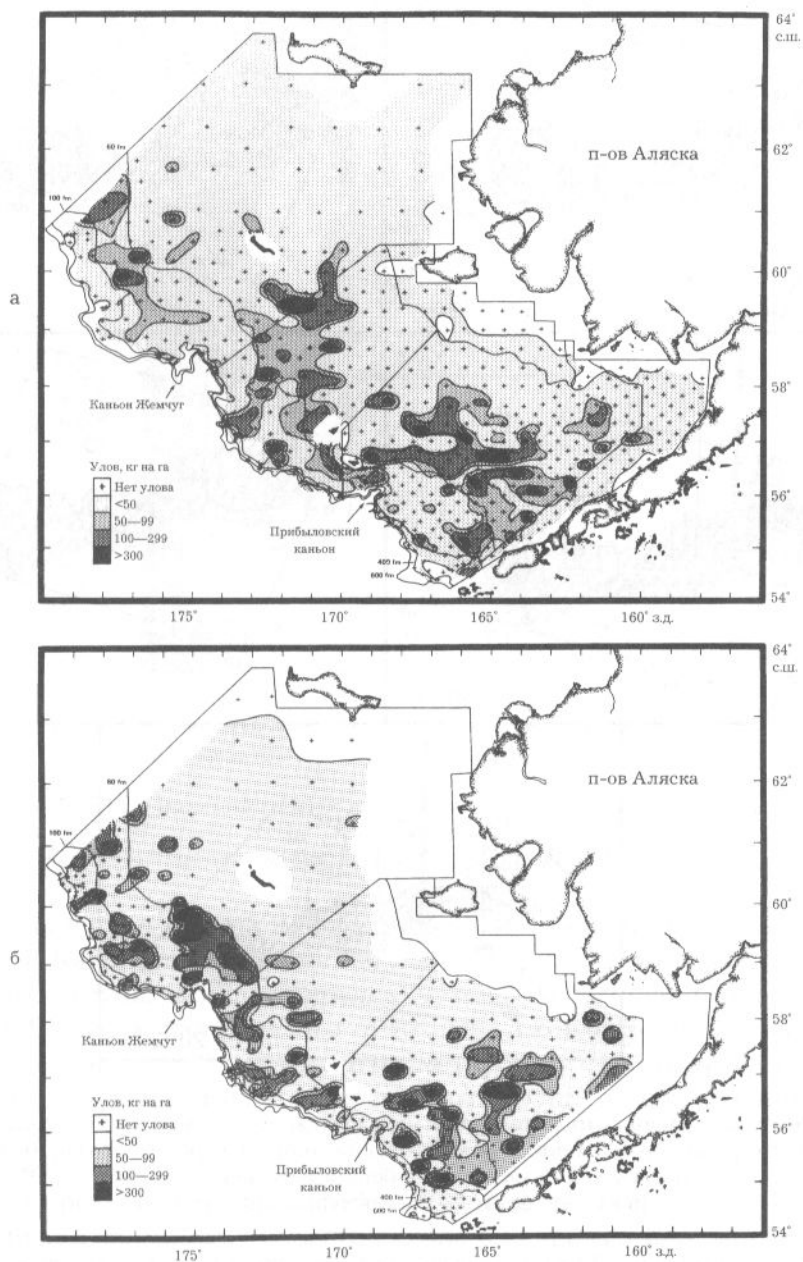 64°
с.ш.
60 fm
100 fm
п-ов Аляска
62°
60°
а
58°
Каньон Жемчуг
Улов, кг на га
Нет улова
<50
50—99
100—299
>300
56°
Прибыловский
каньон
400 fm
600 fm
54°
175°
170°
165°
160° з.д.
64°
с.ш.
60 fm
100 fm
п-ов Аляска
62°
60°
б
58°
Каньон Жемчуг
Улов, кг на га
Нет улова
<50
50—99
100—299
>300
56°
Прибыловский
каньон
400 fm
600 fm
54°
175°
170°
165°
160° з.д.